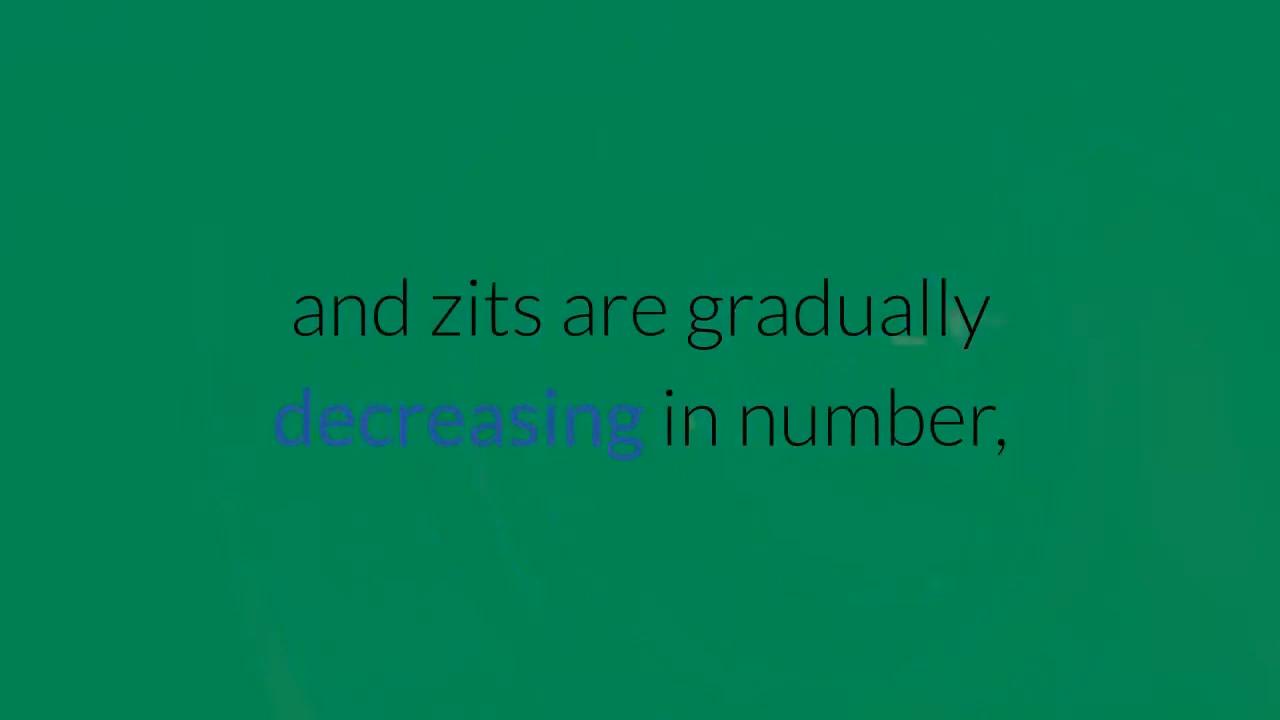 and zits are gradually
decreasing in number,